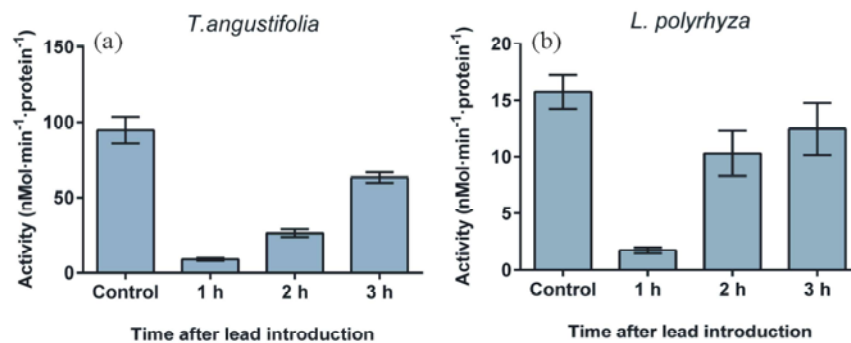 (a) T.angustifolia
Activity (nMol·min⁻¹·protein⁻¹)
150
100
50
0
Control 1 h 2 h 3 h
Time after lead introduction
(b) L. polyrhyza
Activity (nMol·min⁻¹·protein⁻¹)
20
15
10
5
0
Control 1 h 2 h 3 h
Time after lead introduction